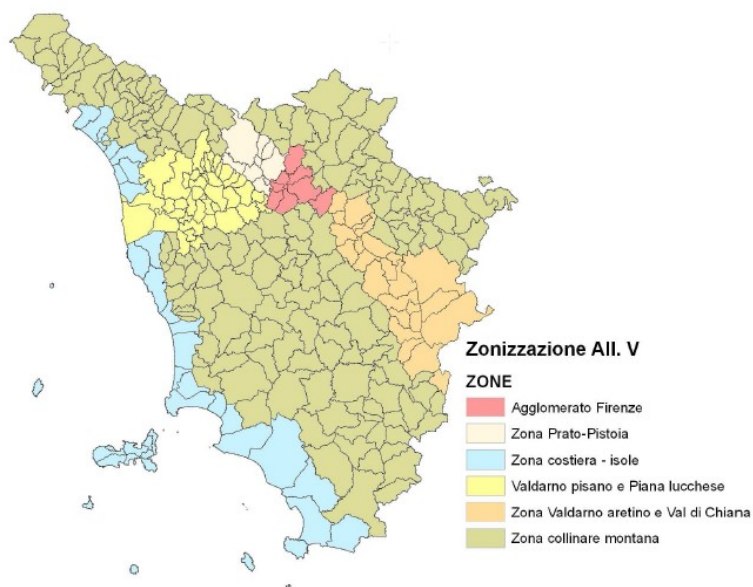 Zonizzazione All. V
ZONE
Agglomerato Firenze
Zona Prato-Pistoia
Zona costiera - isole
Valdarno pisano e Piana lucchese
Zona Valdarno aretino e Val di Chiana
Zona collinare montana